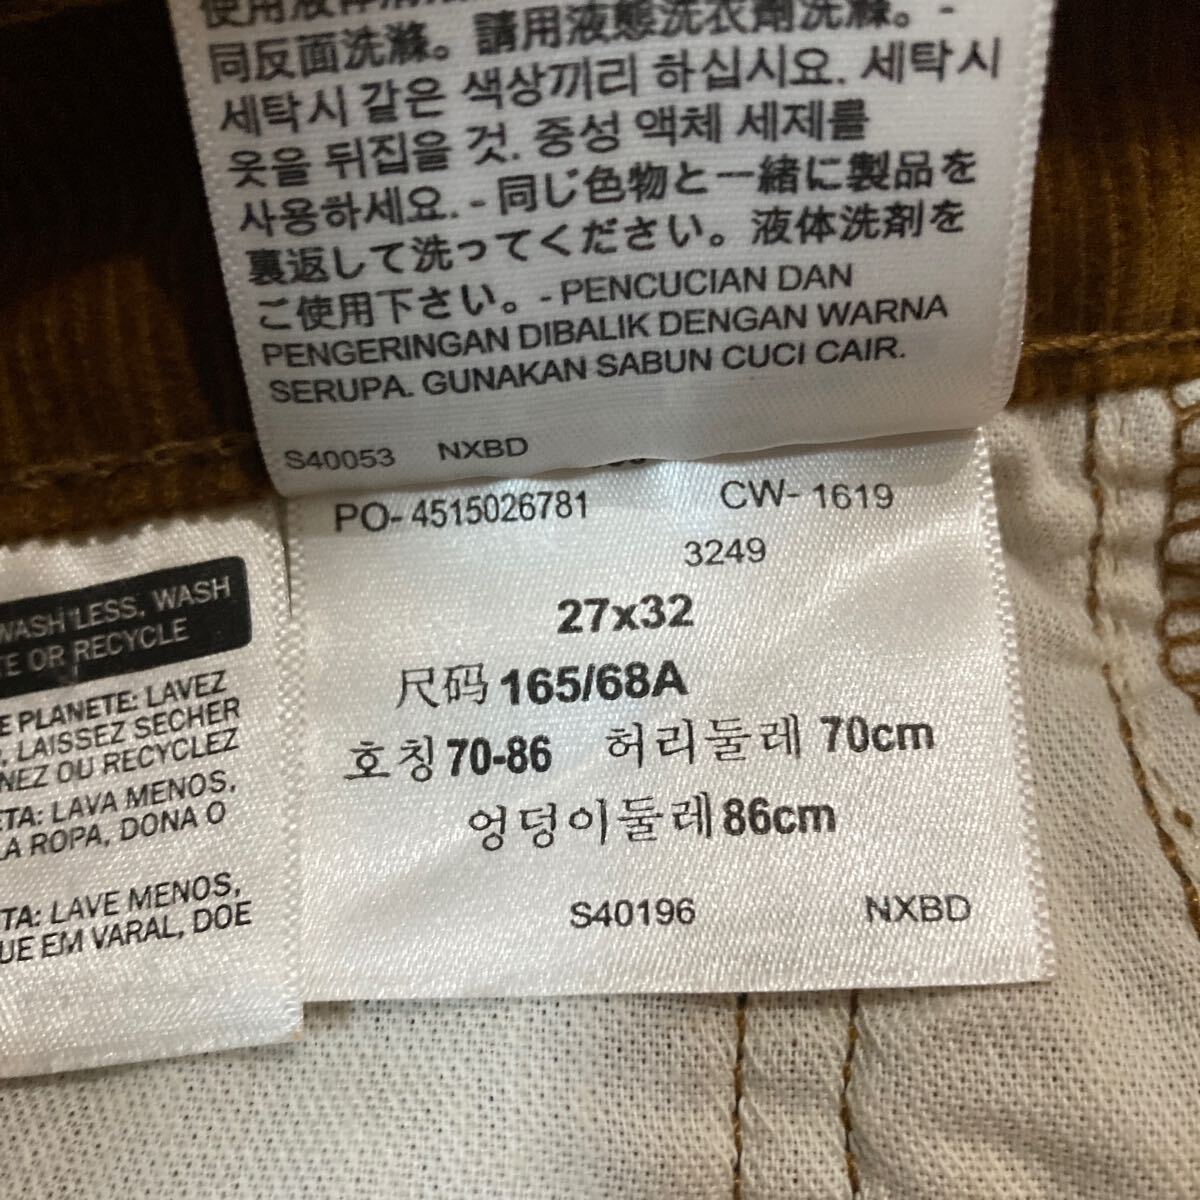 同反面洗滌。請用液態洗衣劑洗滌。-
세탁시 같은 색상끼리 하십시요. 세탁시
옷을 뒤집을 것. 중성 액체 세제를
사용하세요. - 同じ色物と一緒に製品を
裏返して洗ってください。液体洗剤を
ご使用下さい。- PENCUCIAN DAN
PENGERINGAN DIBALIK DENGAN WARNA
SERUPA. GUNAKAN SABUN CUCI CAIR.
S40053 NXBD
PO- 4515026781 CW- 1619
3249
27x32
尺码 165/68A
호칭 70-86 허리둘레 70cm
엉덩이둘레 86cm
S40196 NXBD
WASH LESS, WASH
OR RECYCLE
PLANETE: LAVEZ
LAISSEZ SECHER
OU RECYCLEZ
LAVA MENOS,
ROPA, DONA O
LAVE MENOS,
EM VARAL, DOE